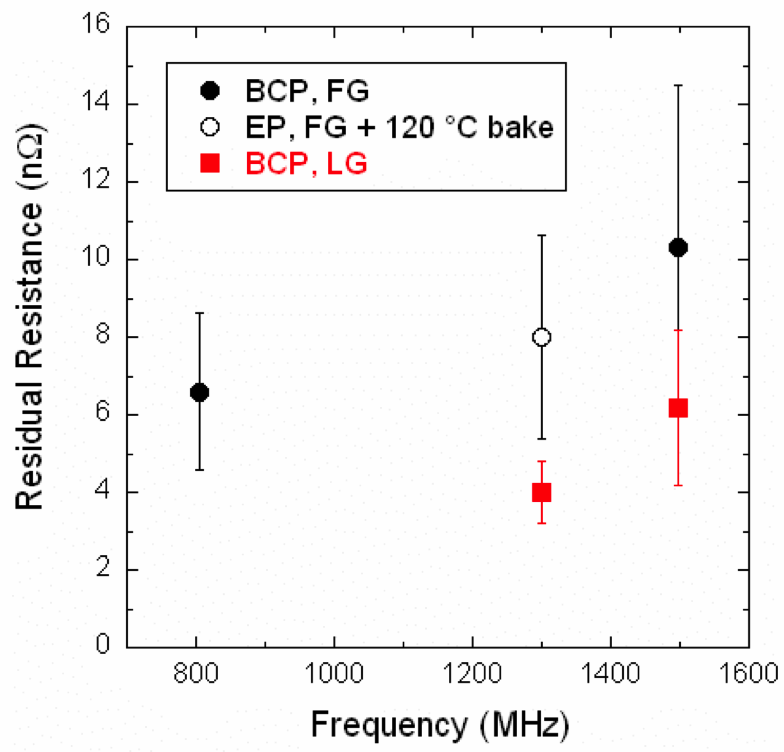 16
14
12
10
8
6
4
2
0
Residual Resistance (nΩ)
BCP, FG
EP, FG + 120 °C bake
BCP, LG
800 1000 1200 1400 1600
Frequency (MHz)